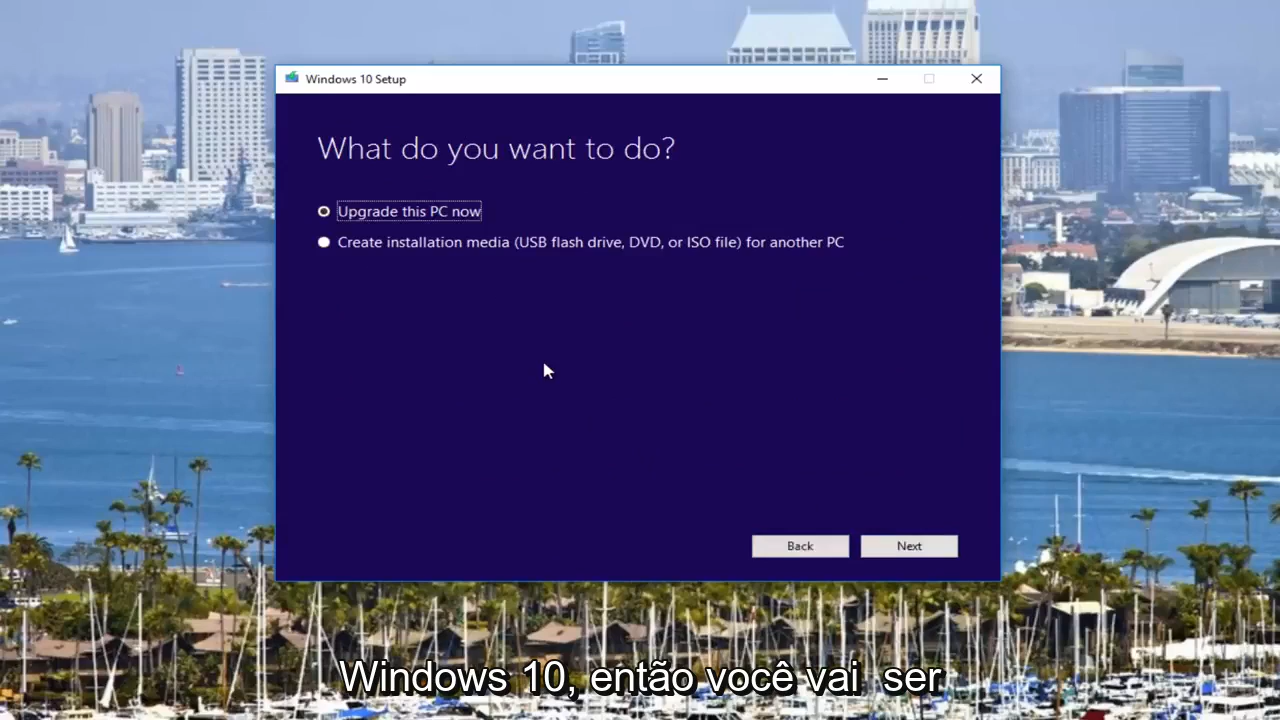 Windows 10 Setup
What do you want to do?
Upgrade this PC now
Create installation media (USB flash drive, DVD, or ISO file) for another PC
Back Next
Windows 10, então você vai ser